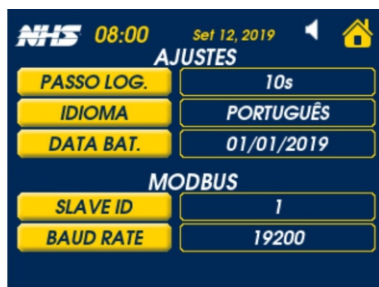 NHS 08:00 Set 12, 2019
AJUSTES
PASSO LOG. 10s
IDIOMA PORTUGUÊS
DATA BAT. 01/01/2019
MODBUS
SLAVE ID 1
BAUD RATE 19200